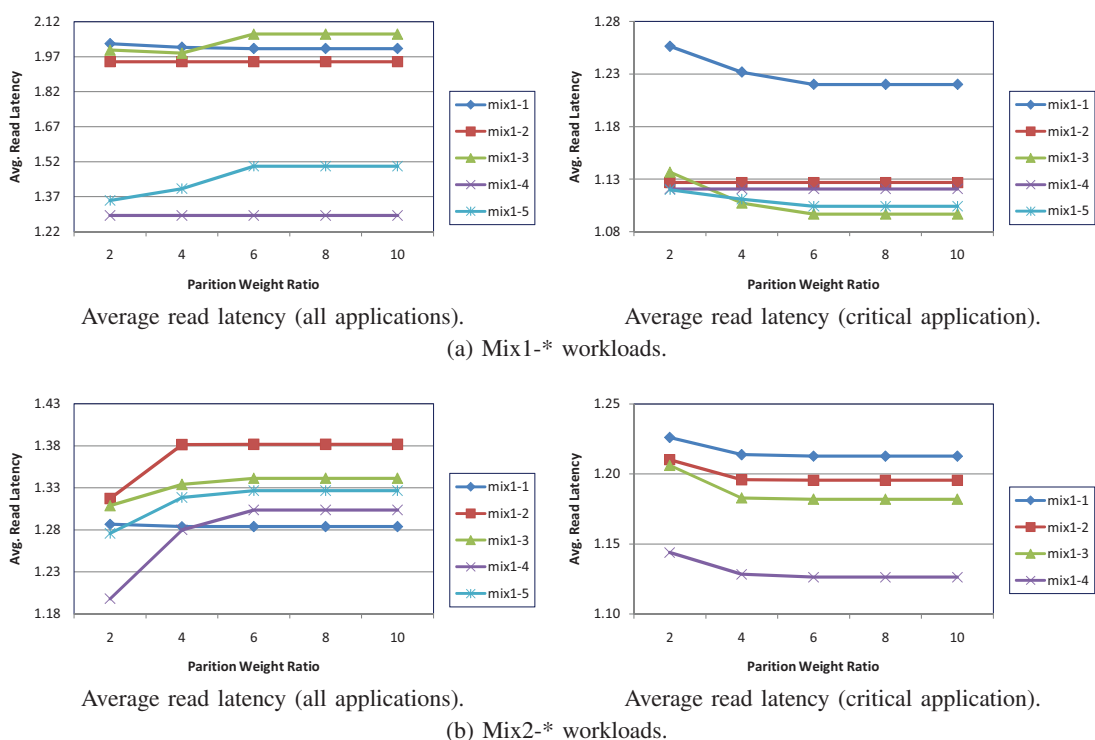 2.12
1.97
1.82
1.67
1.52
1.37
1.22
Avg. Read Latency
2 4 6 8 10
Parition Weight Ratio
mix1-1
mix1-2
mix1-3
mix1-4
mix1-5
Average read latency (all applications).
1.28
1.23
1.18
1.13
1.08
Avg. Read Latency
2 4 6 8 10
Parition Weight Ratio
mix1-1
mix1-2
mix1-3
mix1-4
mix1-5
Average read latency (critical application).
(a) Mix1-* workloads.
1.43
1.38
1.33
1.28
1.23
1.18
Avg. Read Latency
2 4 6 8 10
Parition Weight Ratio
mix1-1
mix1-2
mix1-3
mix1-4
mix1-5
Average read latency (all applications).
1.25
1.20
1.15
1.10
Avg. Read Latency
2 4 6 8 10
Parition Weight Ratio
mix1-1
mix1-2
mix1-3
mix1-4
Average read latency (critical application).
(b) Mix2-* workloads.